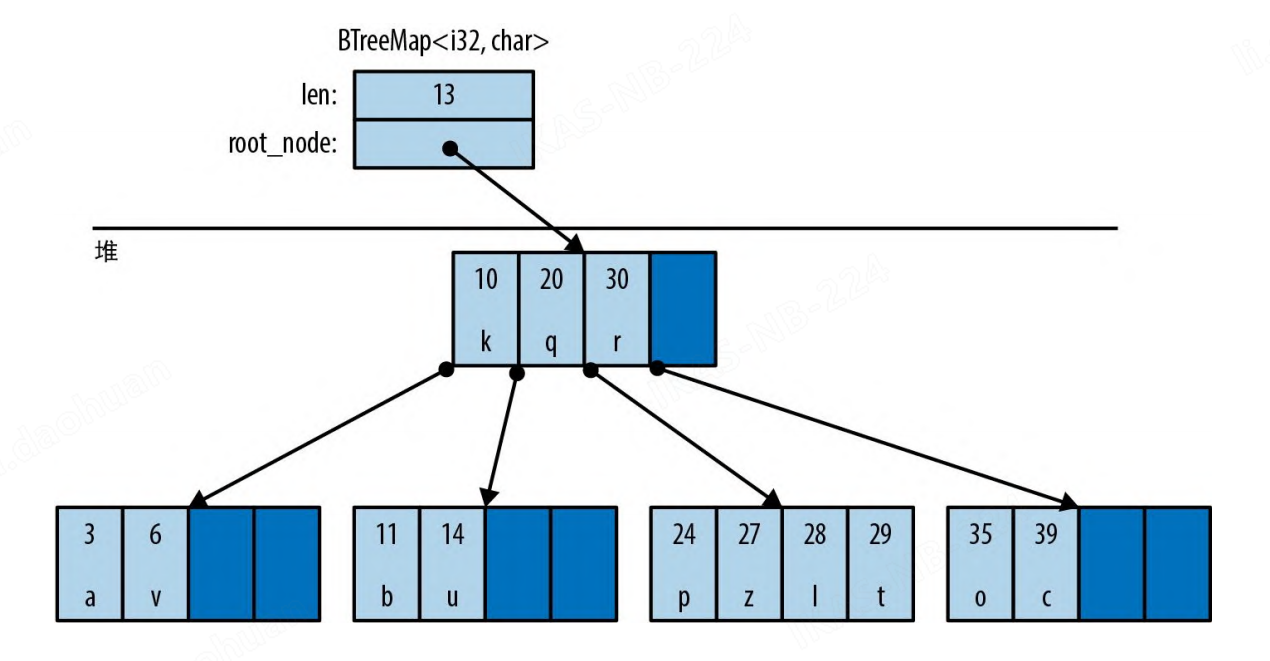 BTreeMap<i32, char>
len: 13
root_node:
堆
10 20 30
k q r
3 6 11 14 24 27 28 29 35 39
a v b u p z l t o c